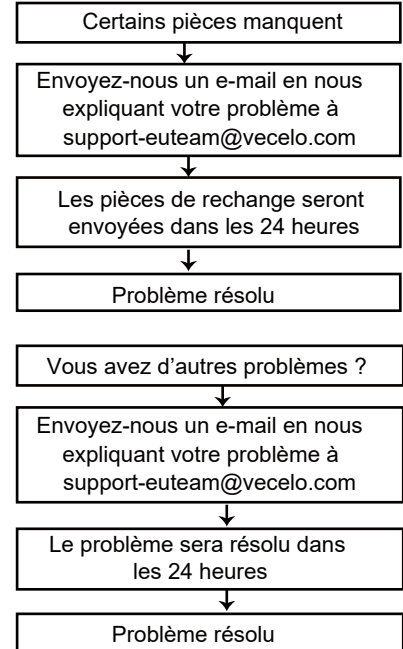 Certains pièces manquent
Envoyez-nous un e-mail en nous
expliquant votre problème à
support-euteam@vecelo.com
Les pièces de rechange seront
envoyées dans les 24 heures
Problème résolu
Vous avez d'autres problèmes ?
Envoyez-nous un e-mail en nous
expliquant votre problème à
support-euteam@vecelo.com
Le problème sera résolu dans
les 24 heures
Problème résolu